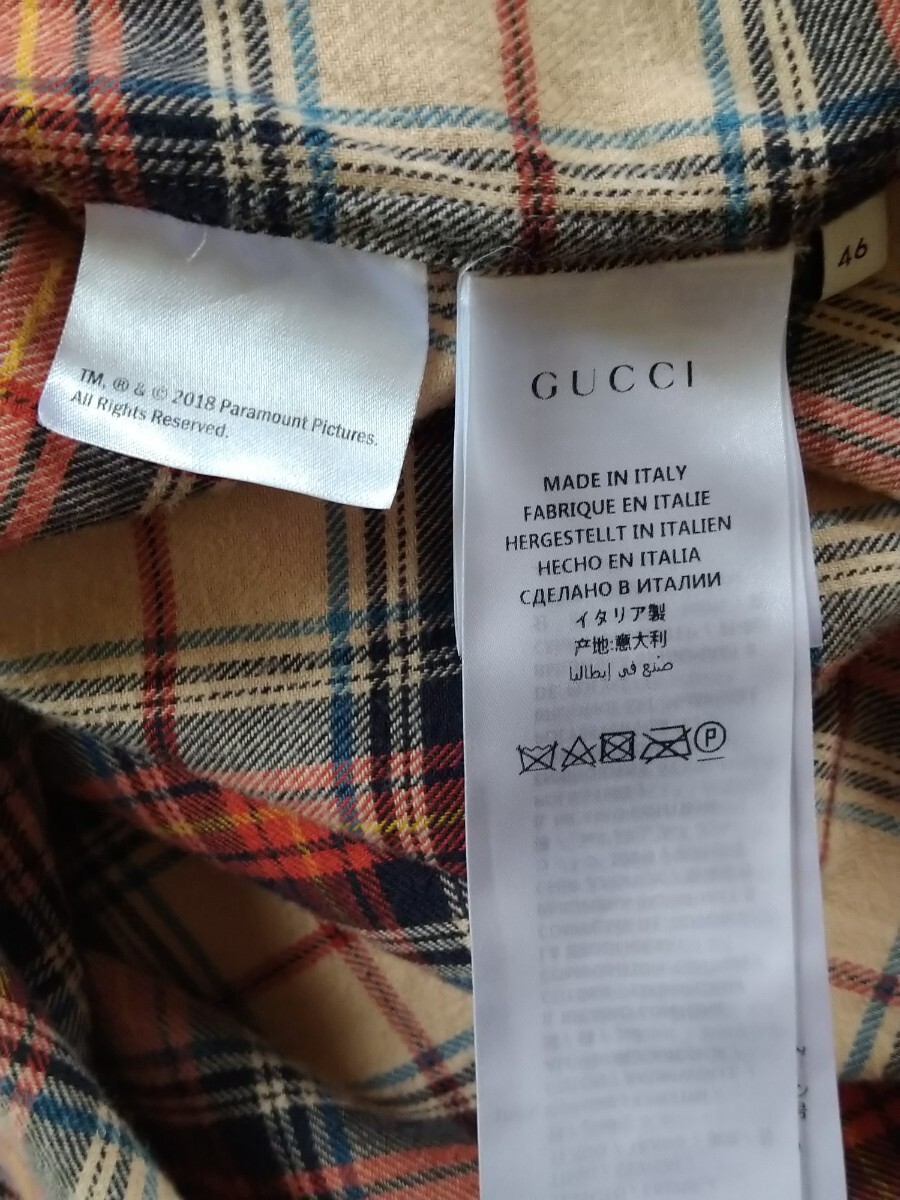 TM, ® & © 2018 Paramount Pictures.
All Rights Reserved.
46
GUCCI
MADE IN ITALY
FABRIQUE EN ITALIE
HERGESTELLT IN ITALIEN
HECHO EN ITALIA
СДЕЛАНО В ИТАЛИИ
イタリア製
产地:意大利
صنع في إيطاليا
P